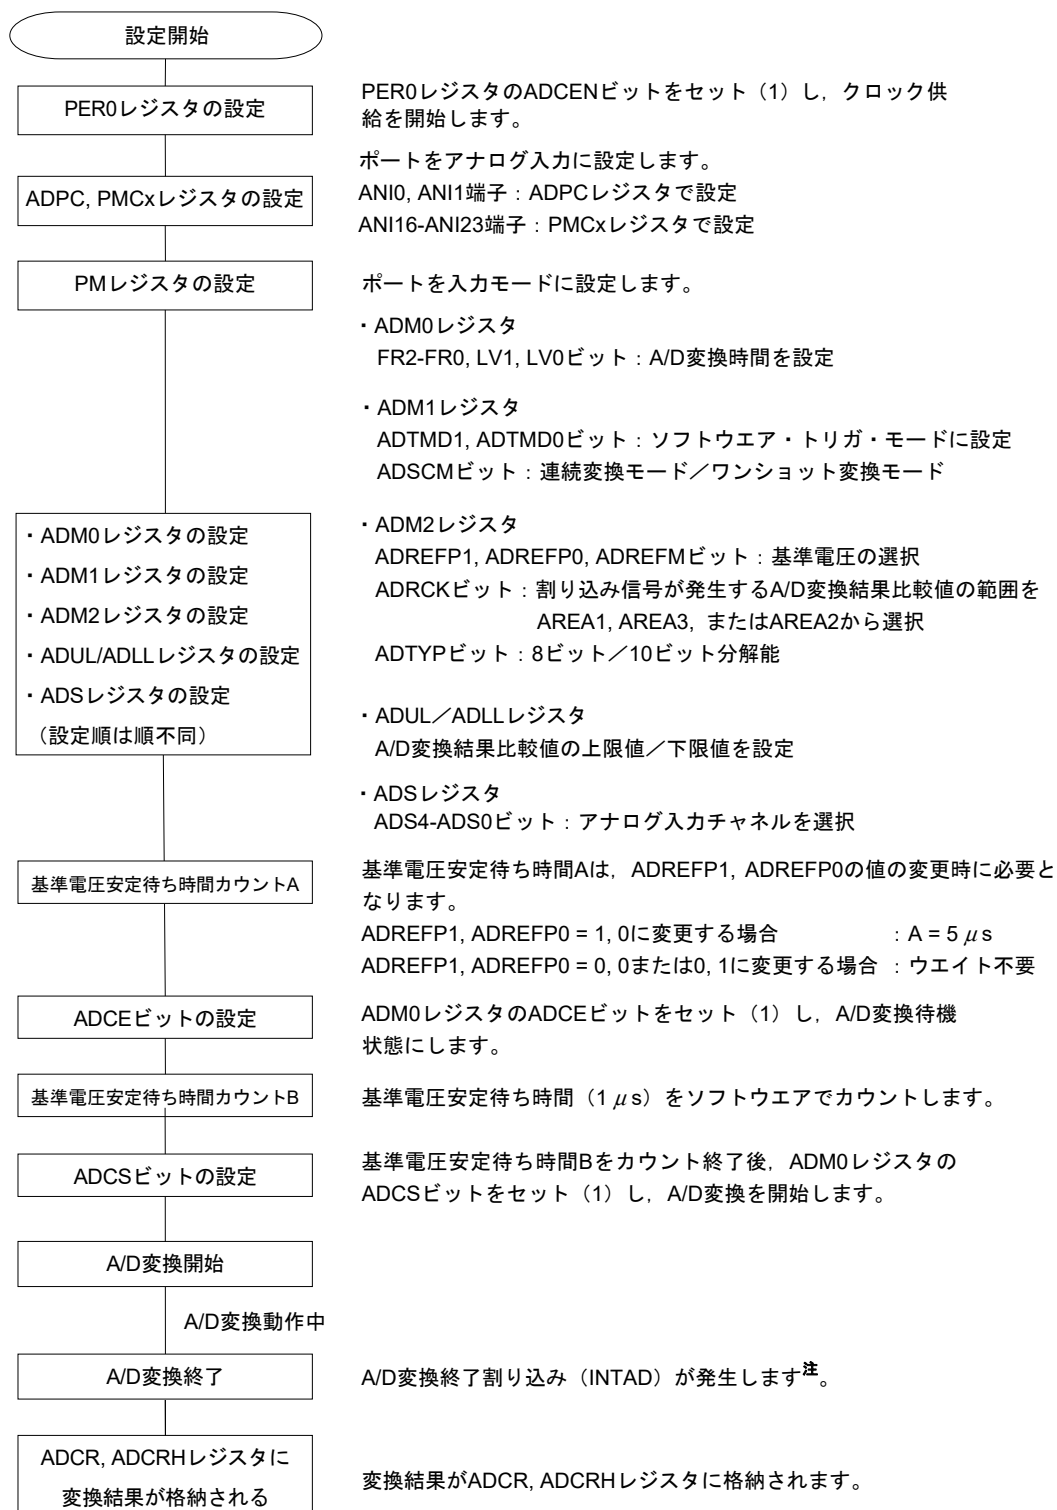 設定開始
PER0レジスタの設定
PER0レジスタのADCENビットをセット（1）し，クロック供
給を開始します。
ADPC, PMCxレジスタの設定
ポートをアナログ入力に設定します。
ANI0, ANI1端子：ADPCレジスタで設定
ANI16-ANI23端子：PMCxレジスタで設定
PMレジスタの設定
ポートを入力モードに設定します。
・ADM0レジスタの設定
・ADM1レジスタの設定
・ADM2レジスタの設定
・ADUL/ADLLレジスタの設定
・ADSレジスタの設定
（設定順は順不同）
・ADM0レジスタ
FR2-FR0, LV1, LV0ビット：A/D変換時間を設定
・ADM1レジスタ
ADTMD1, ADTMD0ビット：ソフトウエア・トリガ・モードに設定
ADSCMビット：連続変換モード／ワンショット変換モード
・ADM2レジスタ
ADREFP1, ADREFP0, ADREFMビット：基準電圧の選択
ADRCKビット：割り込み信号が発生するA/D変換結果比較値の範囲を
AREA1, AREA3, またはAREA2から選択
ADTYPビット：8ビット／10ビット分解能
・ADUL／ADLLレジスタ
A/D変換結果比較値の上限値／下限値を設定
・ADSレジスタ
ADS4-ADS0ビット：アナログ入力チャネルを選択
基準電圧安定待ち時間カウントA
基準電圧安定待ち時間Aは，ADREFP1, ADREFP0の値の変更時に必要と
なります。
ADREFP1, ADREFP0 = 1, 0に変更する場合 ：A = 5 μs
ADREFP1, ADREFP0 = 0, 0または0, 1に変更する場合 ：ウエイト不要
ADCEビットの設定
ADM0レジスタのADCEビットをセット（1）し，A/D変換待機
状態にします。
基準電圧安定待ち時間カウントB
基準電圧安定待ち時間（1 μs）をソフトウエアでカウントします。
ADCSビットの設定
基準電圧安定待ち時間Bをカウント終了後，ADM0レジスタの
ADCSビットをセット（1）し，A/D変換を開始します。
A/D変換開始
A/D変換動作中
A/D変換終了
A/D変換終了割り込み（INTAD）が発生します注。
ADCR, ADCRHレジスタに
変換結果が格納される
変換結果がADCR, ADCRHレジスタに格納されます。